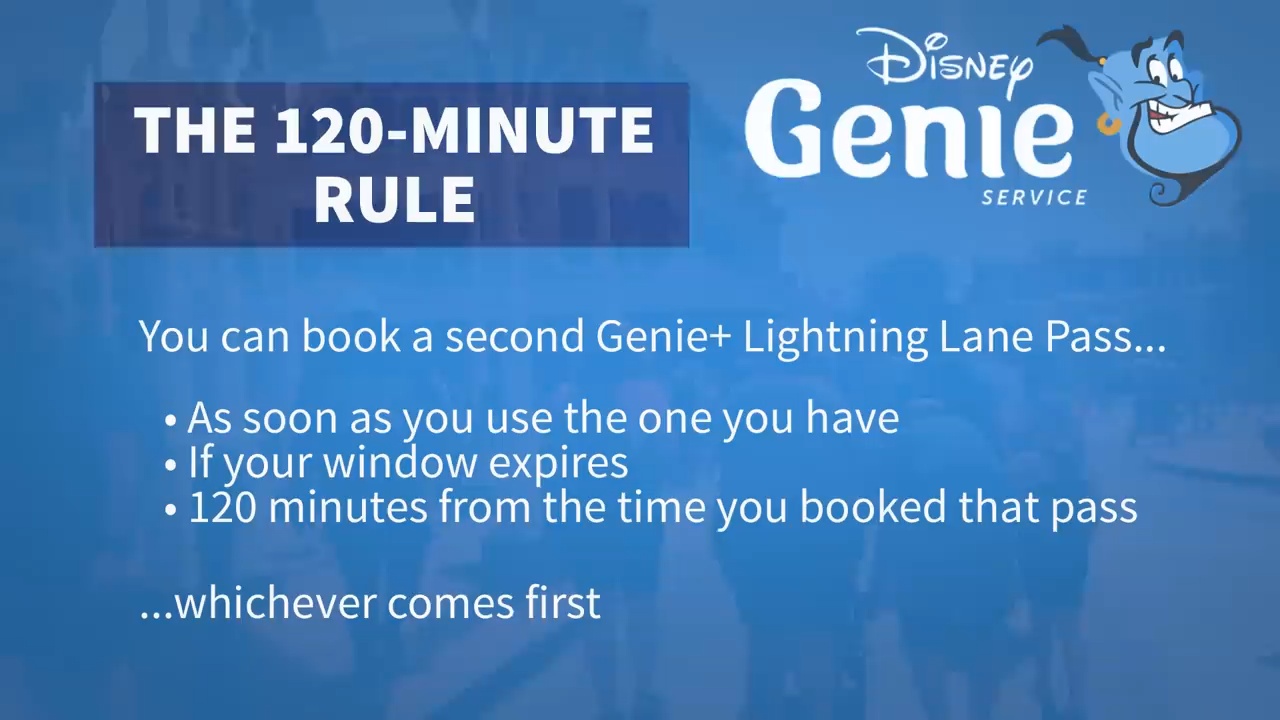 THE 120-MINUTE
RULE
Disney
Genie
SERVICE
You can book a second Genie+ Lightning Lane Pass...
• As soon as you use the one you have
• If your window expires
• 120 minutes from the time you booked that pass
...whichever comes first